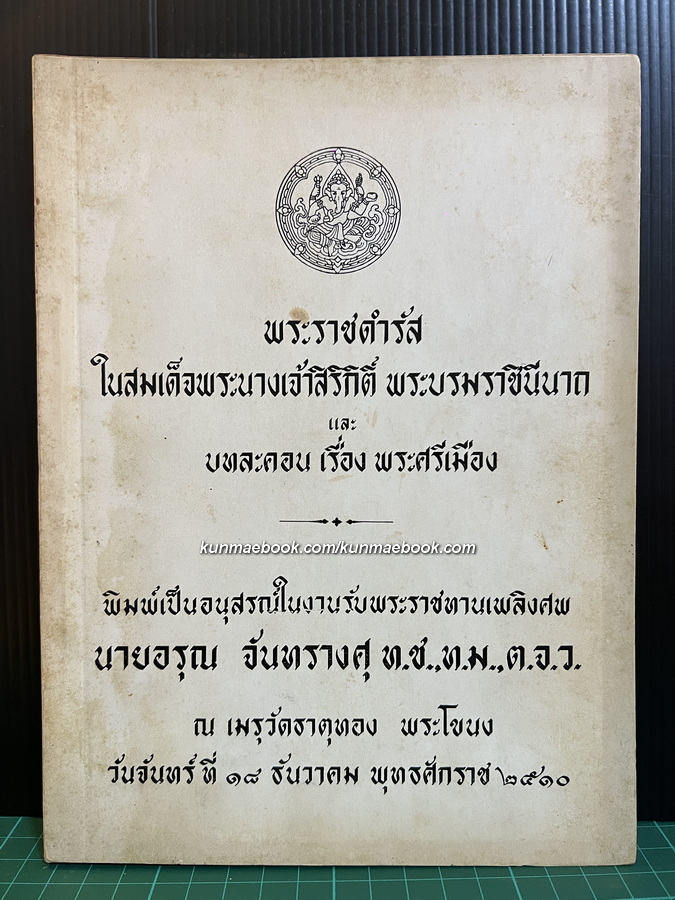 พระราชดำรัส
ในสมเด็จพระนางเจ้าสิริกิติ์ พระบรมราชินีนาถ
และ
บทละคอน เรื่อง พระศรีเมือง
kunmaebook.com/kunmaebook.com
พิมพ์เป็นอนุสรณ์ในงานรับพระราชทานเพลิงศพ
นายอรุณ จันทรางศุ ท.ช.,ท.ม.,ต.จ.ว.
ณ เมรุวัดธาตุทอง พระโขนง
วันจันทร์ที่ ๑๘ ธันวาคม พุทธศักราช ๒๕๑๐